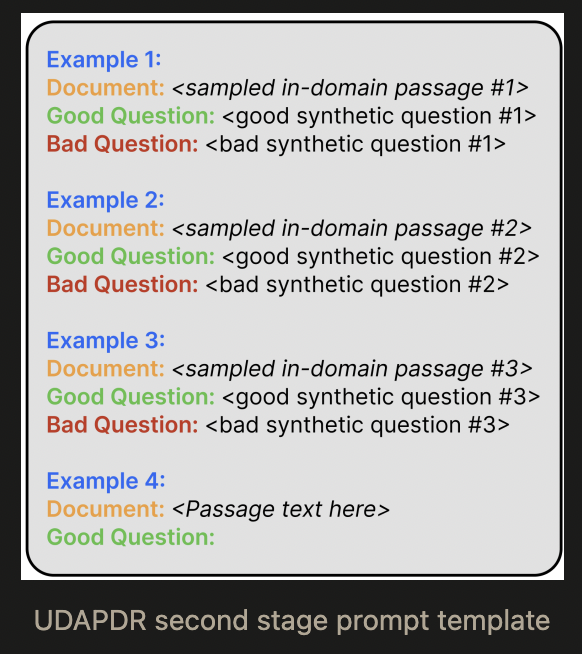 Example 1:
Document: <sampled in-domain passage #1>
Good Question: <good synthetic question #1>
Bad Question: <bad synthetic question #1>
Example 2:
Document: <sampled in-domain passage #2>
Good Question: <good synthetic question #2>
Bad Question: <bad synthetic question #2>
Example 3:
Document: <sampled in-domain passage #3>
Good Question: <good synthetic question #3>
Bad Question: <bad synthetic question #3>
Example 4:
Document: <Passage text here>
Good Question:
UDAPDR second stage prompt template